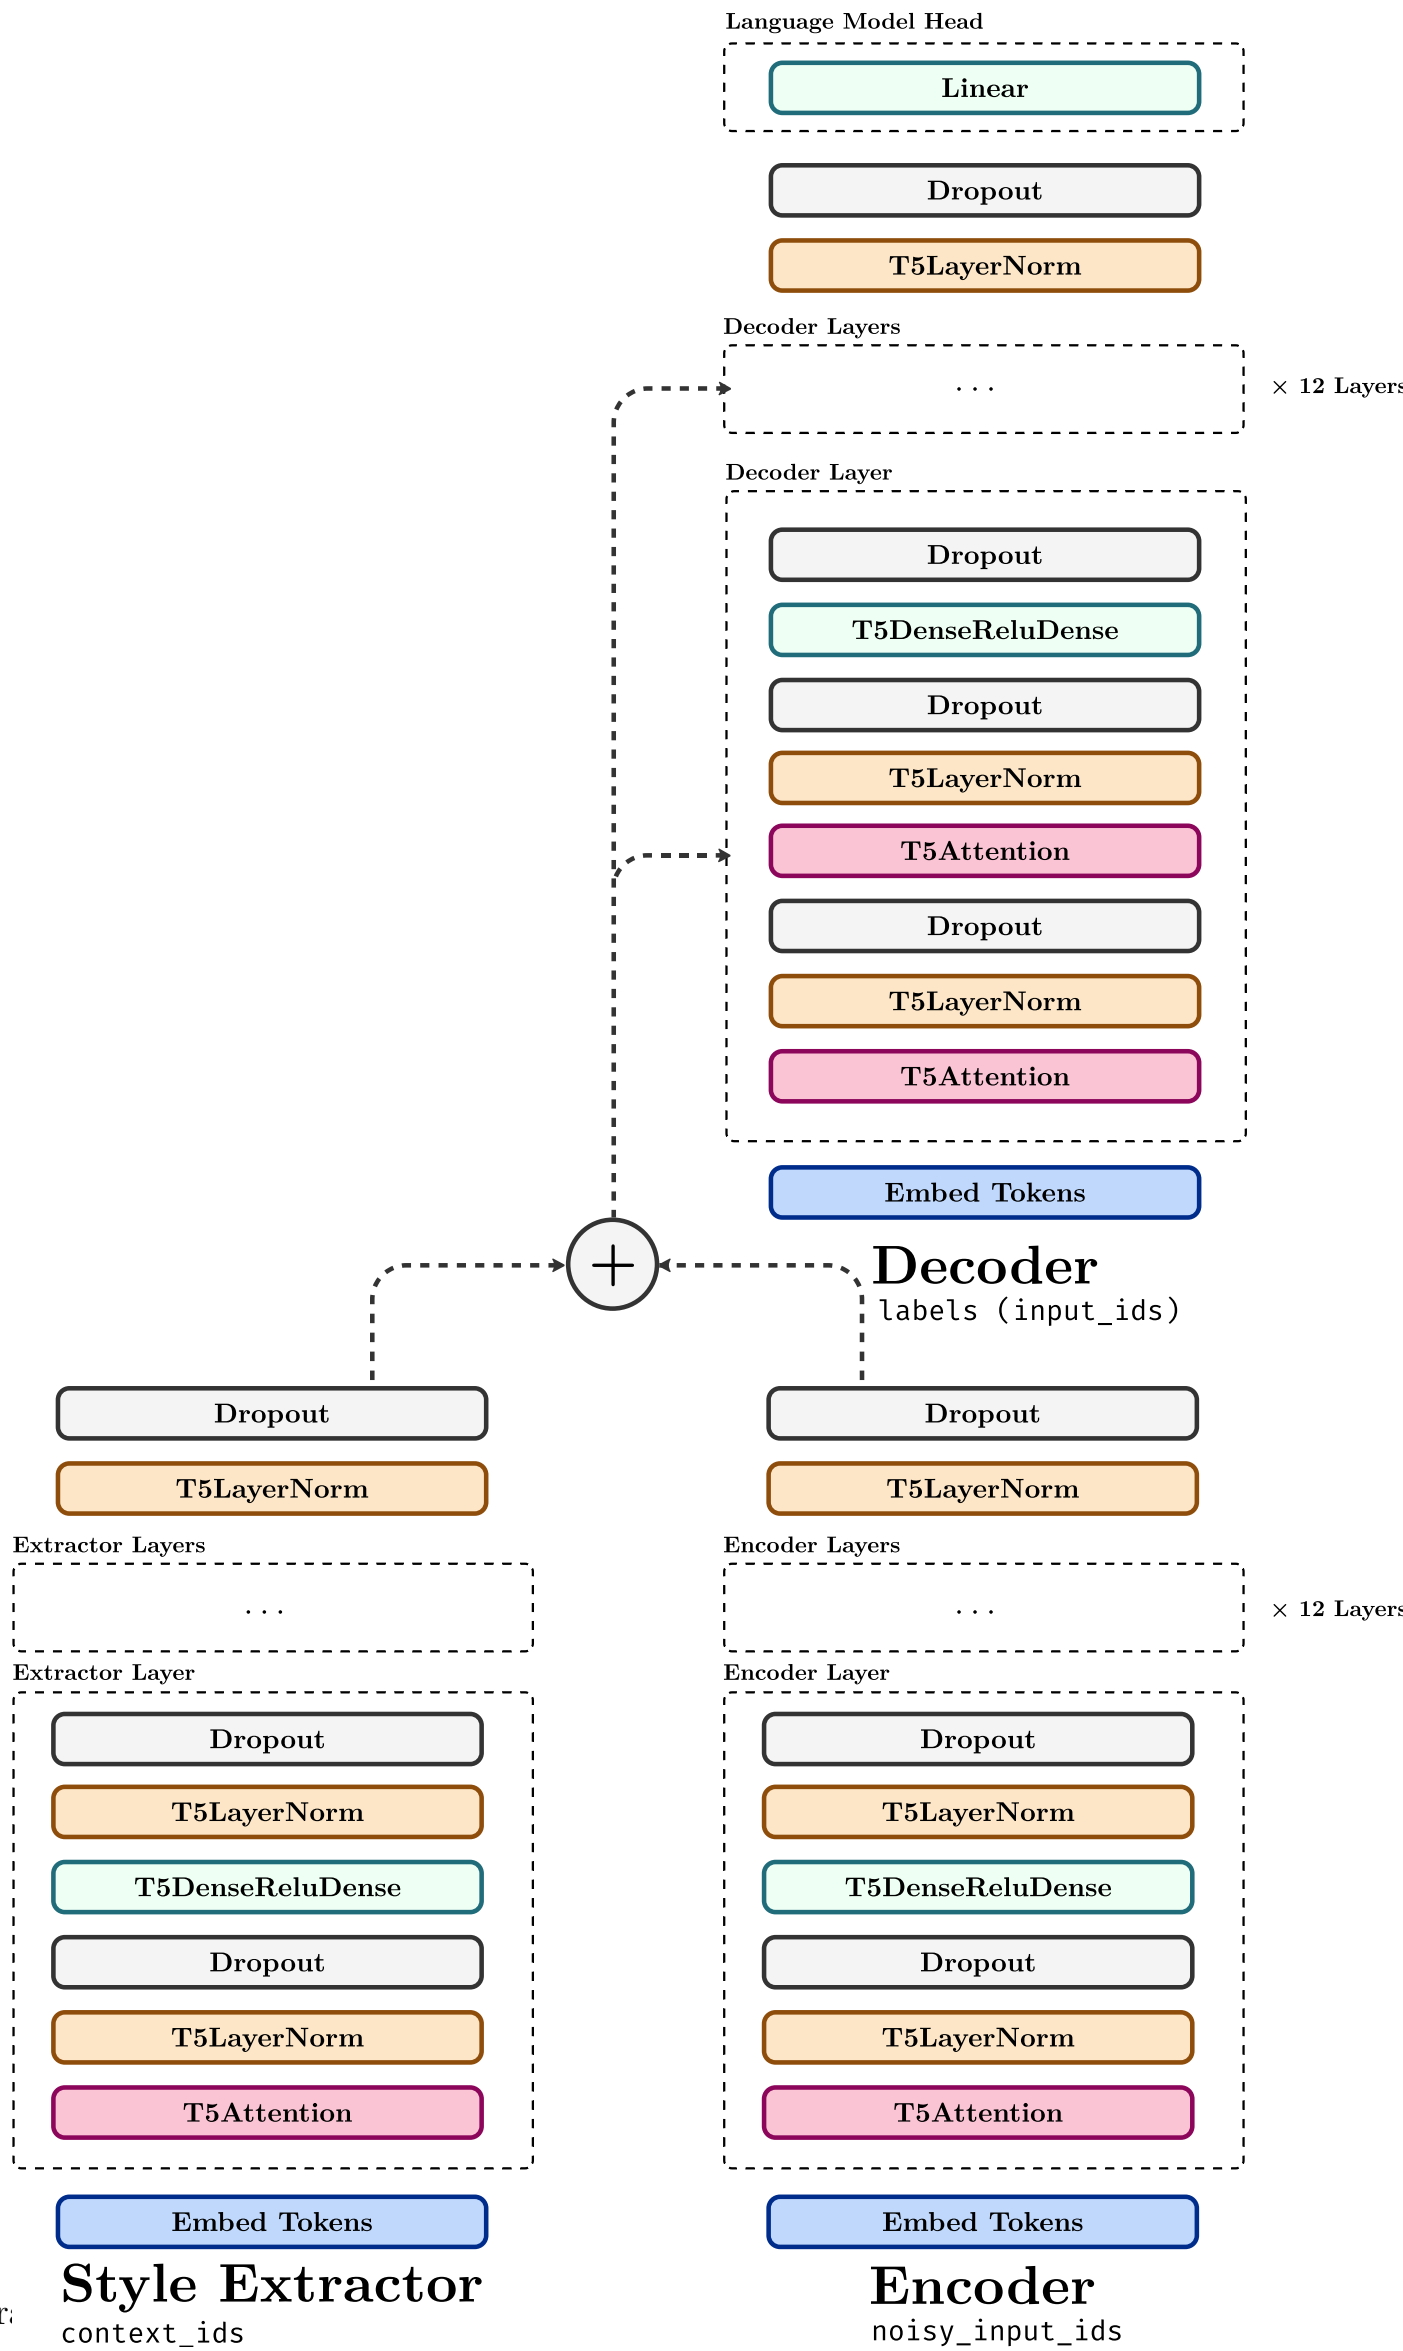 Language Model Head
Linear
Dropout
T5LayerNorm
Decoder Layers
...
× 12 Layers
Decoder Layer
Dropout
T5DenseReluDense
Dropout
T5LayerNorm
T5Attention
Dropout
T5LayerNorm
T5Attention
Embed Tokens
Decoder
labels (input_ids)
+
Dropout
T5LayerNorm
Extractor Layers
...
Extractor Layer
Dropout
T5LayerNorm
T5DenseReluDense
Dropout
T5LayerNorm
T5Attention
Embed Tokens
Style Extractor
context_ids
Dropout
T5LayerNorm
Encoder Layers
...
× 12 Layers
Encoder Layer
Dropout
T5LayerNorm
T5DenseReluDense
Dropout
T5LayerNorm
T5Attention
Embed Tokens
Encoder
noisy_input_ids